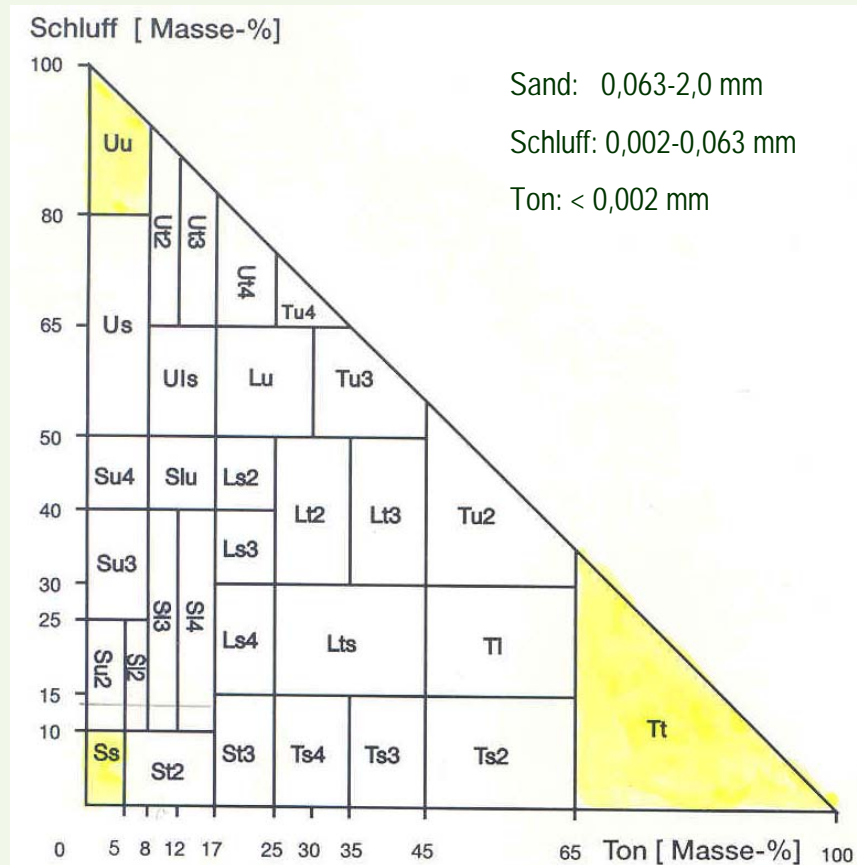 Schluff [ Masse-%]
100
Sand: 0,063-2,0 mm
Schluff: 0,002-0,063 mm
Uu
Ton: < 0,002 mm
80
Ut2 Ut3
Ut4
Tu4
65
Us
Uls Lu Tu3
50
Su4 Slu Ls2
40
Lt2 Lt3 Tu2
Ls3
Su3
30
25
Sl3 Sl4
Ls4 Lts Tl
Su2 Sl2
15
10
Ss St2 St3 Ts4 Ts3 Ts2 Tt
0 5 8 12 17 25 30 35 45 65 Ton [ Masse-%] 100